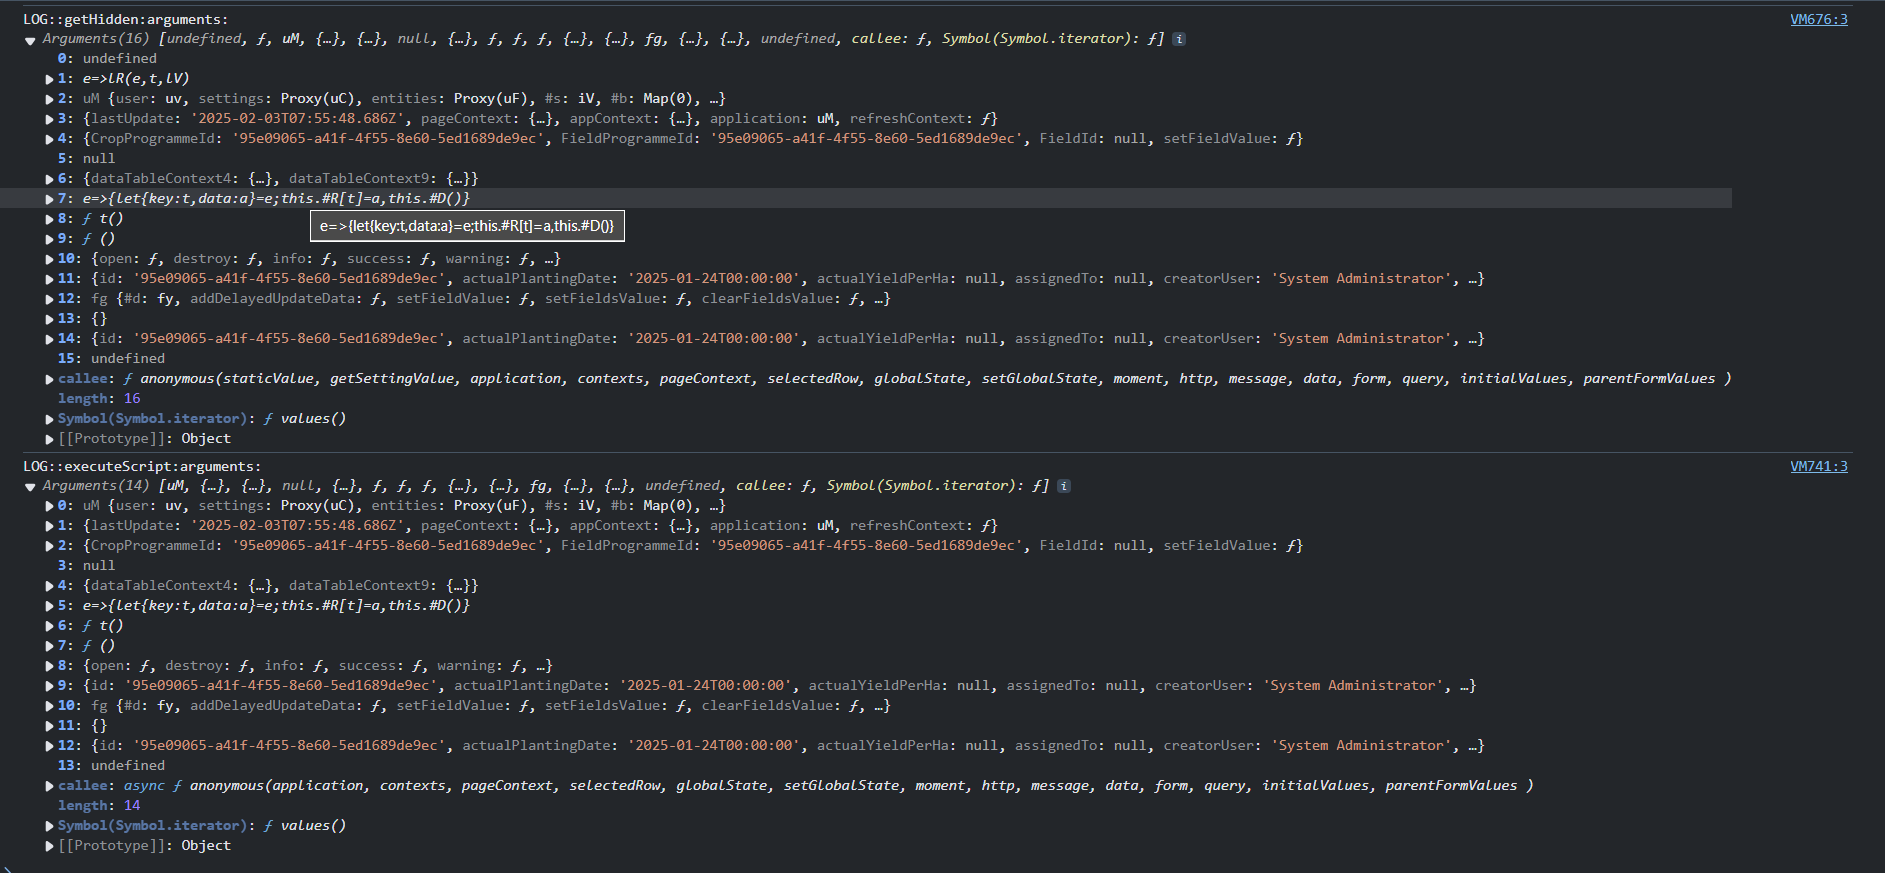 LOG::getHidden:arguments: VM676:3
Arguments(16) [undefined, ƒ, uM, {…}, {…}, null, {…}, ƒ, ƒ, ƒ, {…}, {…}, fg, {…}, {…}, undefined, callee: ƒ, Symbol(Symbol.iterator): ƒ] i
0: undefined
1: e=>lR(e,t,lV)
2: uM {user: uv, settings: Proxy(uC), entities: Proxy(uF), #s: iV, #b: Map(0), …}
3: {lastUpdate: '2025-02-03T07:55:48.686Z', pageContext: {…}, appContext: {…}, application: uM, refreshContext: ƒ}
4: {CropProgrammeId: '95e09065-a41f-4f55-8e60-5ed1689de9ec', FieldProgrammeId: '95e09065-a41f-4f55-8e60-5ed1689de9ec', FieldId: null, setFieldValue: ƒ}
5: null
6: {dataTableContext4: {…}, dataTableContext9: {…}}
7: e=>{let{key:t,data:a}=e;this.#R[t]=a,this.#D()}
8: ƒ t()
e=>{let{key:t,data:a}=e;this.#R[t]=a,this.#D()}
9: ƒ ()
10: {open: ƒ, destroy: ƒ, info: ƒ, success: ƒ, warning: ƒ, …}
11: {id: '95e09065-a41f-4f55-8e60-5ed1689de9ec', actualPlantingDate: '2025-01-24T00:00:00', actualYieldPerHa: null, assignedTo: null, creatorUser: 'System Administrator', …}
12: fg {#d: fy, addDelayedUpdateData: ƒ, setFieldValue: ƒ, setFieldsValue: ƒ, clearFieldsValue: ƒ, …}
13: {}
14: {id: '95e09065-a41f-4f55-8e60-5ed1689de9ec', actualPlantingDate: '2025-01-24T00:00:00', actualYieldPerHa: null, assignedTo: null, creatorUser: 'System Administrator', …}
15: undefined
callee: ƒ anonymous(staticValue, getSettingValue, application, contexts, pageContext, selectedRow, globalState, setGlobalState, moment, http, message, data, form, query, initialValues, parentFormValues )
length: 16
Symbol(Symbol.iterator): ƒ values()
[[Prototype]]: Object
LOG::executeScript:arguments: VM741:3
Arguments(14) [uM, {…}, {…}, null, {…}, ƒ, ƒ, ƒ, {…}, {…}, fg, {…}, {…}, undefined, callee: ƒ, Symbol(Symbol.iterator): ƒ] i
0: uM {user: uv, settings: Proxy(uC), entities: Proxy(uF), #s: iV, #b: Map(0), …}
1: {lastUpdate: '2025-02-03T07:55:48.686Z', pageContext: {…}, appContext: {…}, application: uM, refreshContext: ƒ}
2: {CropProgrammeId: '95e09065-a41f-4f55-8e60-5ed1689de9ec', FieldProgrammeId: '95e09065-a41f-4f55-8e60-5ed1689de9ec', FieldId: null, setFieldValue: ƒ}
3: null
4: {dataTableContext4: {…}, dataTableContext9: {…}}
5: e=>{let{key:t,data:a}=e;this.#R[t]=a,this.#D()}
6: ƒ t()
7: ƒ ()
8: {open: ƒ, destroy: ƒ, info: ƒ, success: ƒ, warning: ƒ, …}
9: {id: '95e09065-a41f-4f55-8e60-5ed1689de9ec', actualPlantingDate: '2025-01-24T00:00:00', actualYieldPerHa: null, assignedTo: null, creatorUser: 'System Administrator', …}
10: fg {#d: fy, addDelayedUpdateData: ƒ, setFieldValue: ƒ, setFieldsValue: ƒ, clearFieldsValue: ƒ, …}
11: {}
12: {id: '95e09065-a41f-4f55-8e60-5ed1689de9ec', actualPlantingDate: '2025-01-24T00:00:00', actualYieldPerHa: null, assignedTo: null, creatorUser: 'System Administrator', …}
13: undefined
callee: async ƒ anonymous(application, contexts, pageContext, selectedRow, globalState, setGlobalState, moment, http, message, data, form, query, initialValues, parentFormValues )
length: 14
Symbol(Symbol.iterator): ƒ values()
[[Prototype]]: Object